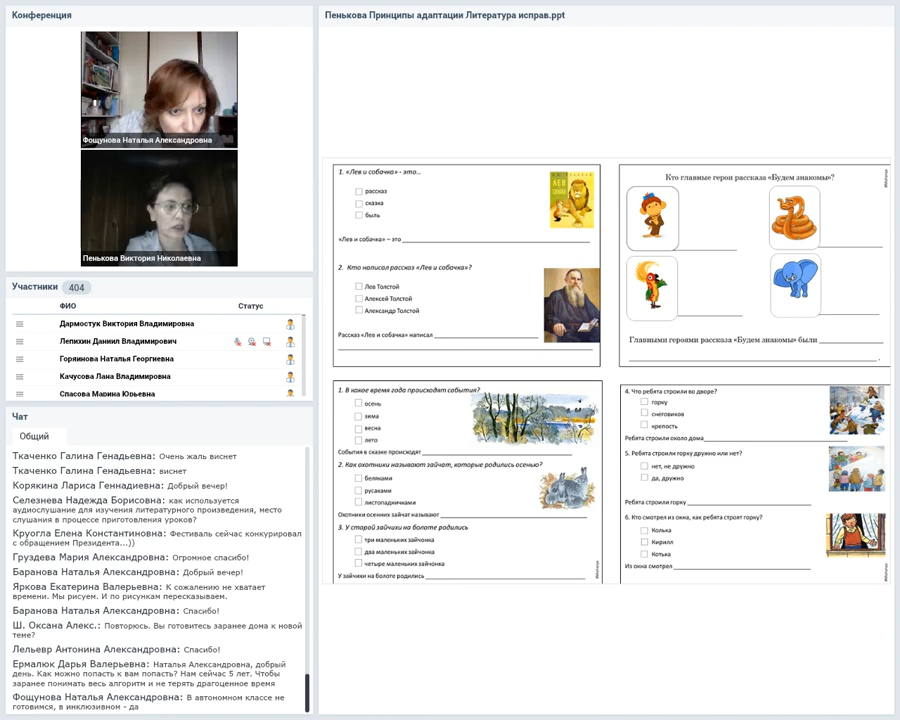 Конференция
Фощунова Наталья Александровна
Пенькова Виктория Николаевна
Участники 404
ФИО Статус
Дармостук Виктория Владимировна
Лепихин Даниил Владимирович
Горяинова Наталья Георгиевна
Качусова Лана Владимировна
Спасова Марина Юрьевна
Чат
Общий
Ткаченко Галина Генадьевна: Очень жаль виснет
Ткаченко Галина Генадьевна: виснет
Корякина Лариса Геннадиевна: Добрый вечер!
Селезнева Надежда Борисовна: как используется
аудиослушание для изучения литературного произведения, место
слушания в процессе приготовления уроков?
Круогла Елена Константиновна: Фестиваль сейчас конкурировал
с обращением Президента...))
Груздева Мария Александровна: Огромное спасибо!
Баранова Наталья Александровна: Добрый вечер!
Яркова Екатерина Валерьевна: К сожалению не хватает
времени. Мы рисуем. И по рисункам пересказываем.
Баранова Наталья Александровна: Спасибо!
Ш. Оксана Алекс.: Повторюсь. Вы готовитесь заранее дома к новой
теме?
Лельевр Антонина Александровна: Спасибо!
Ермалюк Дарья Валерьевна: Наталья Александровна, добрый
день. Как можно попасть к вам попасть? Нам сейчас 5 лет. Чтобы
заранее понимать весь алгоритм и не терять драгоценное время
Фощунова Наталья Александровна: В автономном классе не
готовимся, в инклюзивном - да
Пенькова Принципы адаптации Литература исправ.ppt
1. «Лев и собачка» - это...
рассказ
сказка
быль
«Лев и собачка» – это
2. Кто написал рассказ «Лев и собачка»?
Лев Толстой
Алексей Толстой
Александр Толстой
Рассказ «Лев и собачка» написал
ЛЕВ
Кто главные герои рассказа «Будем знакомы»?
Главными героями рассказа «Будем знакомы» были
.
1. В какое время года происходят события?
осень
зима
весна
лето
События в сказке происходят
2. Как охотники называют зайчат, которые родились осенью?
беляками
русаками
листопадничками
Охотники осенних зайчат называют
3. У старой зайчихи на болоте родились
три маленьких зайчонка
два маленьких зайчонка
четыре маленьких зайчонка
У зайчихи на болоте родились
4. Что ребята строили во дворе?
горку
снеговиков
крепость
Ребята строили около дома
5. Ребята строили горку дружно или нет?
нет, не дружно
да, дружно
Ребята строили горку
6. Кто смотрел из окна, как ребята строят горку?
Колька
Кирилл
Котька
Из окна смотрел